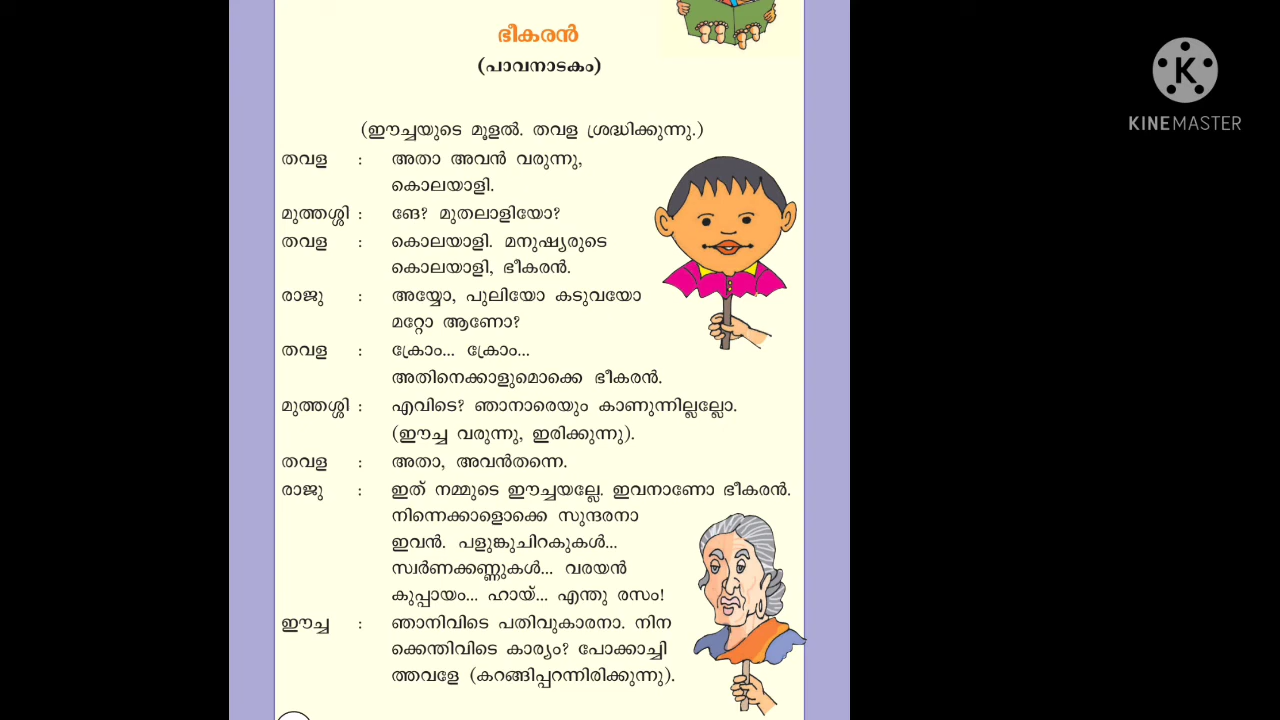 ഭീകരൻ
(പാവനാടകം)
KINEMASTER
(ഈച്ചയുടെ മൂളൽ. തവള ശ്രദ്ധിക്കുന്നു.)
തവള : അതാ അവൻ വരുന്നു,
കൊലയാളി.
മുത്തശ്ശി : ങേ? മുതലാളിയോ?
തവള : കൊലയാളി. മനുഷ്യരുടെ
കൊലയാളി, ഭീകരൻ.
രാജു : അയ്യോ, പുലിയോ കടുവയോ
മറ്റോ ആണോ?
തവള : ക്രോം... ക്രോം...
അതിനെക്കാളുമൊക്കെ ഭീകരൻ.
മുത്തശ്ശി : എവിടെ? ഞാനാരെയും കാണുന്നില്ലല്ലോ.
(ഈച്ച വരുന്നു, ഇരിക്കുന്നു).
തവള : അതാ, അവൻതന്നെ.
രാജു : ഇത് നമ്മുടെ ഈച്ചയല്ലേ. ഇവനാണോ ഭീകരൻ.
നിന്നെക്കാളൊക്കെ സുന്ദരനാ
ഇവൻ. പളുങ്കുചിറകുകൾ...
സ്വർണക്കണ്ണുകൾ... വരയൻ
കുപ്പായം... ഹായ്... എന്തു രസം!
ഈച്ച : ഞാനിവിടെ പതിവുകാരനാ. നിന
ക്കെന്തിവിടെ കാര്യം? പോക്കാച്ചി
ത്തവളേ (കറങ്ങിപ്പറന്നിരിക്കുന്നു).